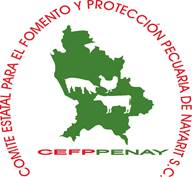 COMITE ESTATAL PARA EL FOMENTO Y PROTECCIÓN PECUARIA DE NAYARIT S.C.
CEFPPENAY